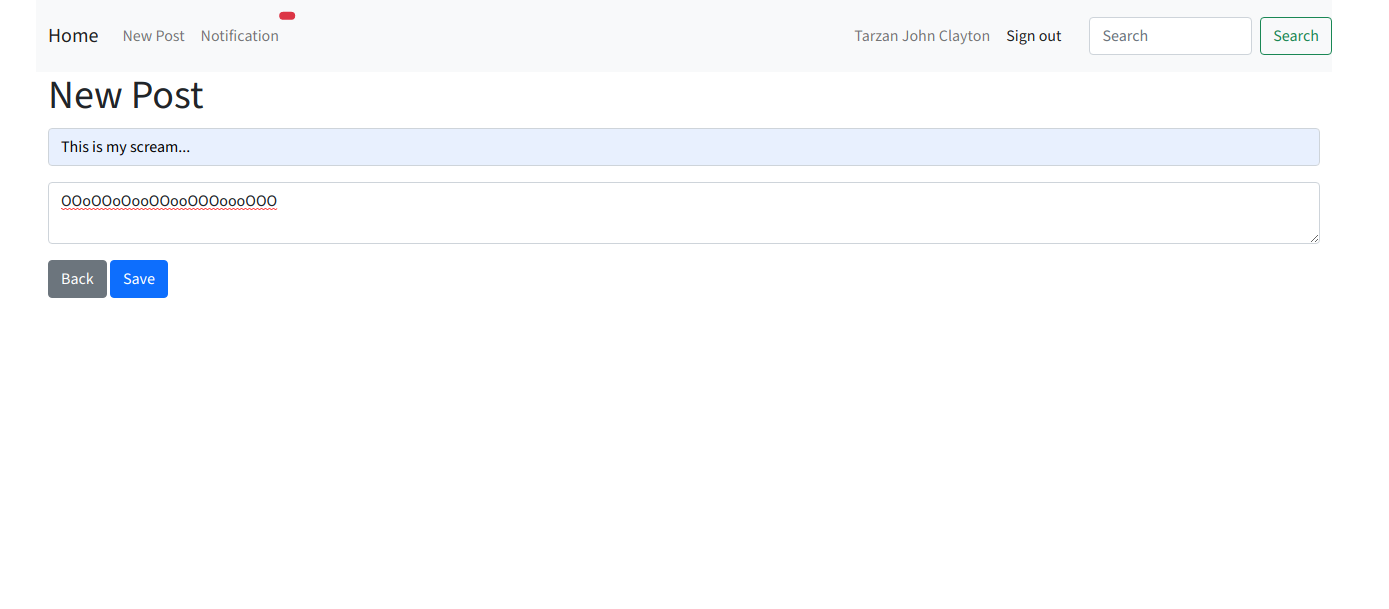 Home New Post Notification Tarzan John Clayton Sign out Search Search
New Post
This is my scream...
OOoOOoOooOOooOOOoooOOO
Back Save